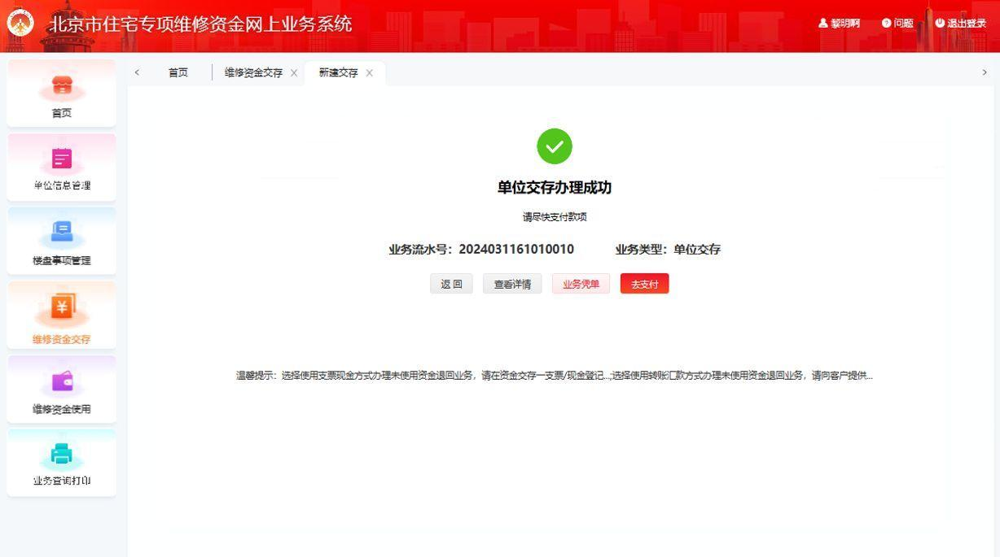 北京市住宅专项维修资金网上业务系统
黎明啊 问题 退出登录
首页 维修资金交存 新建交存
首页
单位信息管理
楼盘事项管理
维修资金交存
维修资金使用
业务查询打印
单位交存办理成功
请尽快支付款项
业务流水号：2024031161010010 业务类型：单位交存
返 回 查看详情 业务凭单 去支付
温馨提示：选择使用支票现金方式办理未使用资金退回业务，请在资金交存一支票/现金登记...;选择使用转账汇款方式办理未使用资金退回业务，请向客户提供...